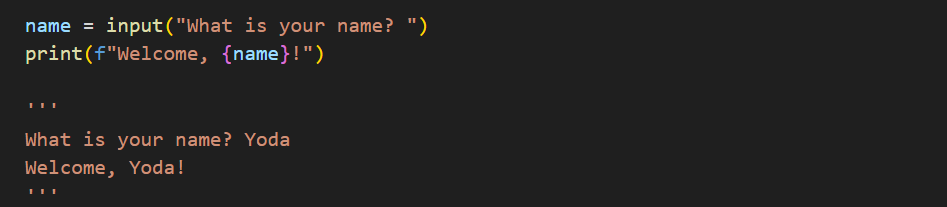 name = input("What is your name? ")
print(f"Welcome, {name}!")
'''
What is your name? Yoda
Welcome, Yoda!
'''